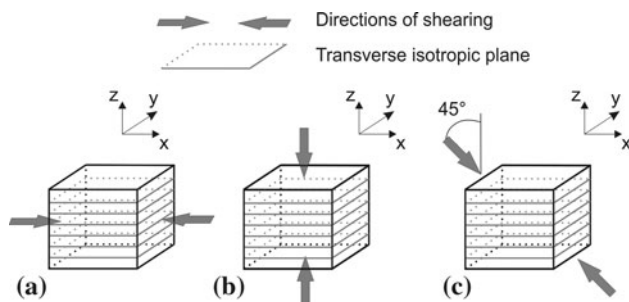 Directions of shearing
Transverse isotropic plane
z y x
z y x
45° z y x
(a) (b) (c)